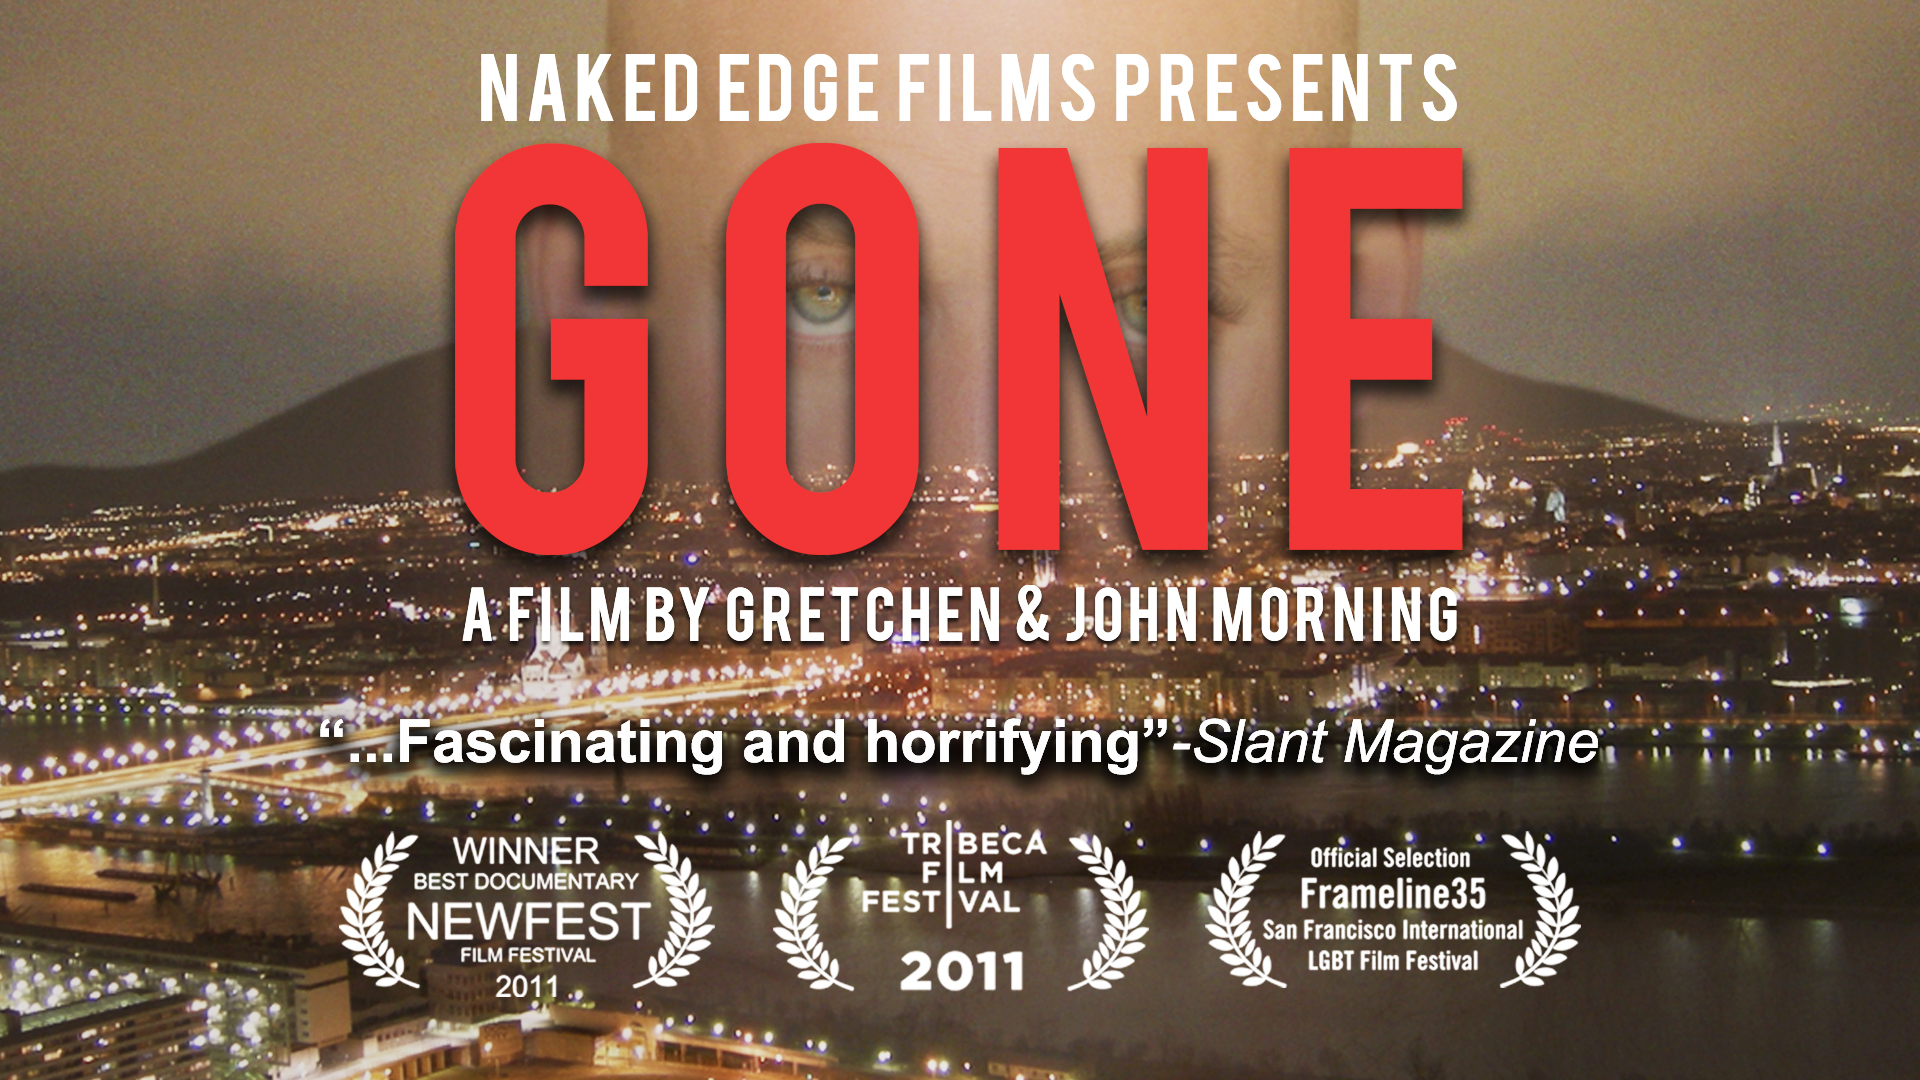 NAKED EDGE FILMS PRESENTS
GONE
A FILM BY GRETCHEN & JOHN MORNING
“...Fascinating and horrifying”-Slant Magazine
WINNER
BEST DOCUMENTARY
NEWFEST
FILM FESTIVAL
2011
TRIBECA
FILM
FESTIVAL
2011
Official Selection
Frameline35
San Francisco International
LGBT Film Festival